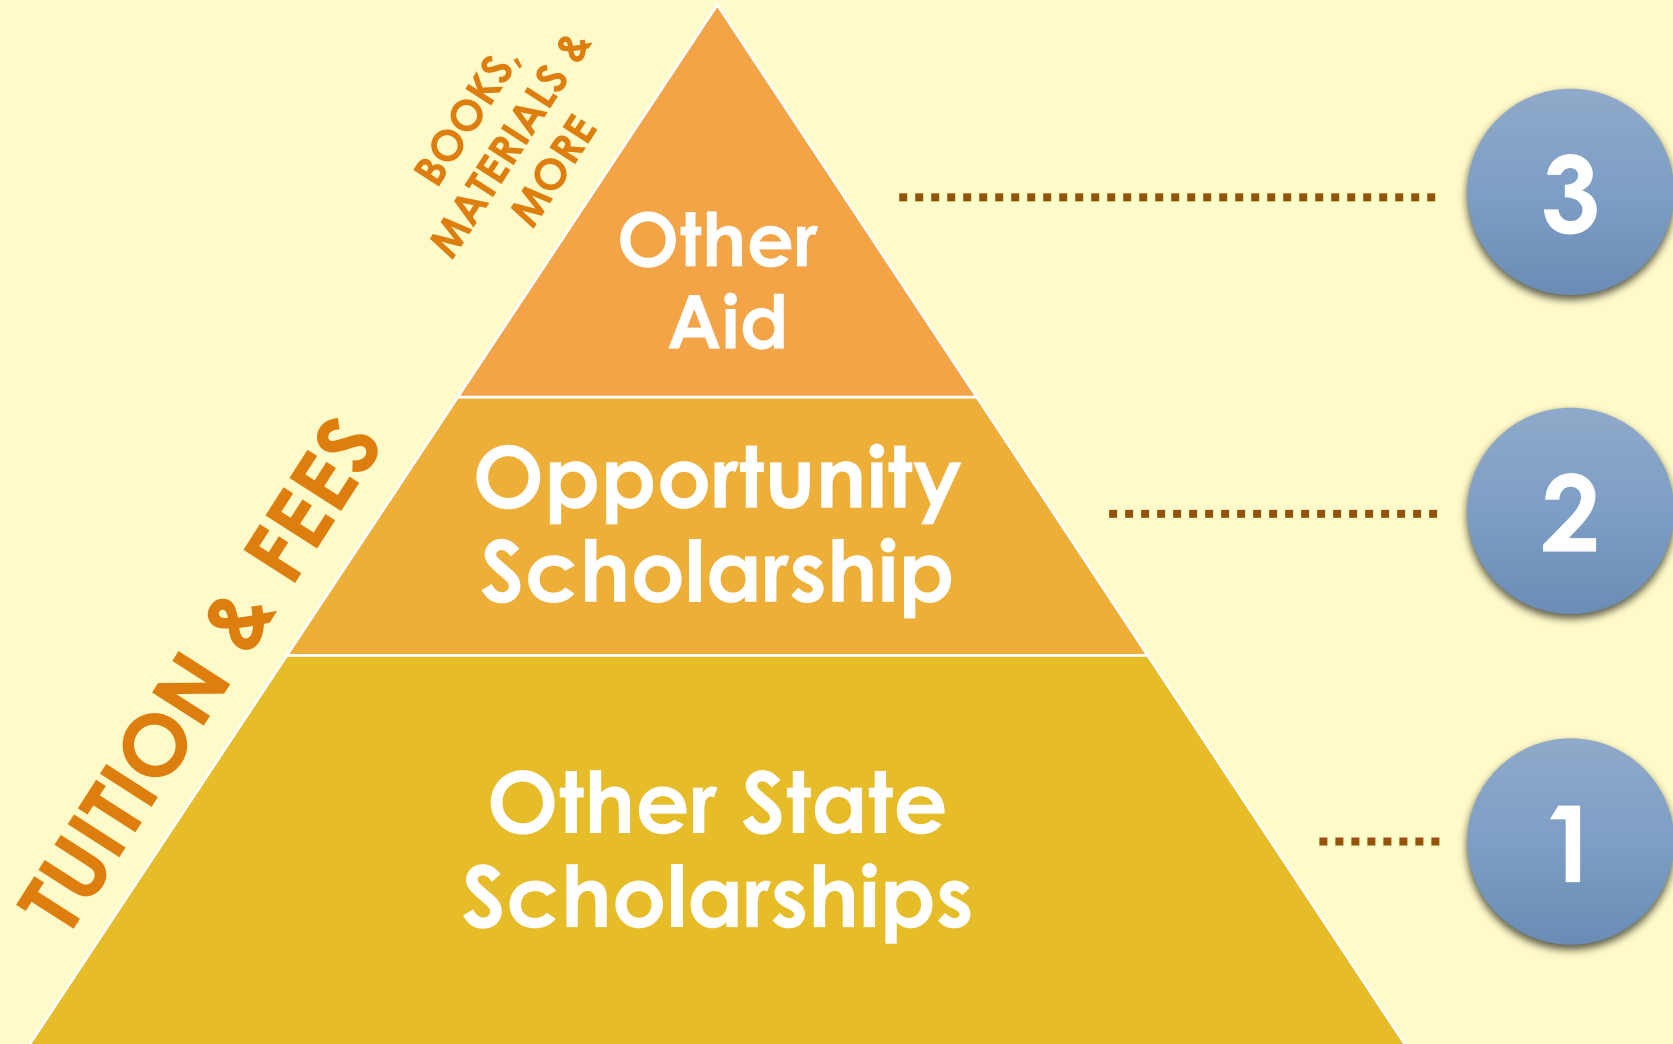 BOOKS,
MATERIALS &
MORE
Other
Aid
3
TUITION & FEES
Opportunity
Scholarship
2
Other State
Scholarships
1